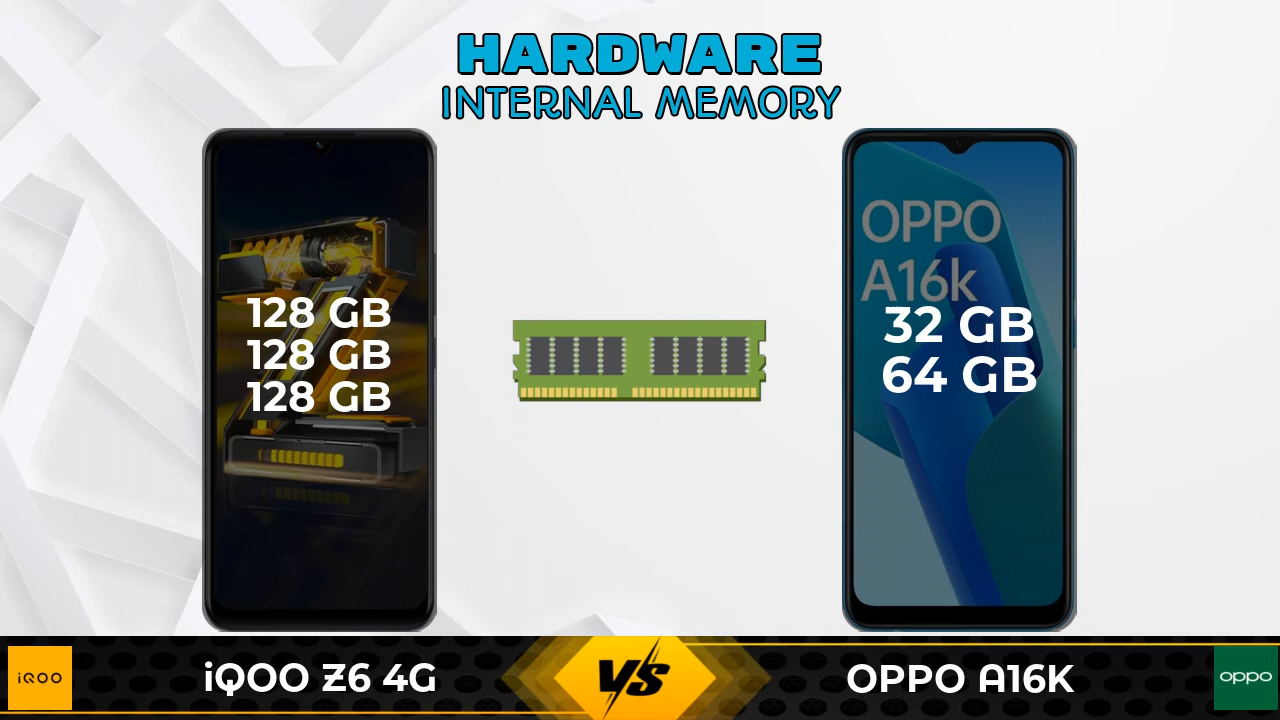 HARDWARE
INTERNAL MEMORY
128 GB
128 GB
128 GB
OPPO
A16k
32 GB
64 GB
iQOO
iQOO Z6 4G
VS
OPPO A16K
oppo